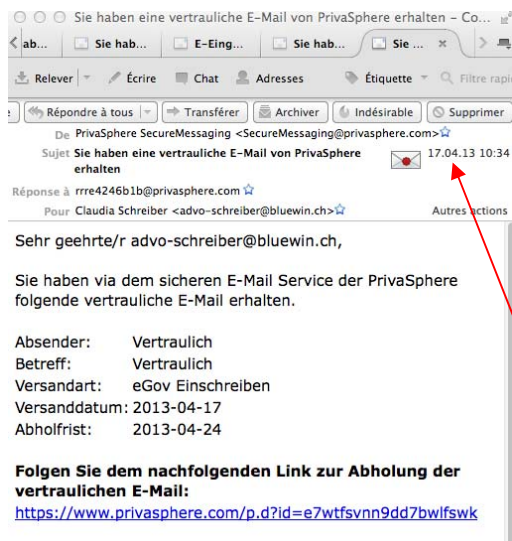 Sie haben eine vertrauliche E-Mail von PrivaSphere erhalten – Co...
ab... Sie hab... E-Eing... Sie hab... Sie ...
Relever Écrire Chat Adresses Étiquette Filtre rapi
Répondre à tous Transférer Archiver Indésirable Supprimer
De PrivaSphere SecureMessaging <SecureMessaging@privasphere.com>
Sujet Sie haben eine vertrauliche E-Mail von PrivaSphere 17.04.13 10:34
erhalten
Réponse à rrre4246b1b@privasphere.com
Pour Claudia Schreiber <advo-schreiber@bluewin.ch> Autres actions
Sehr geehrte/r advo-schreiber@bluewin.ch,
Sie haben via dem sicheren E-Mail Service der PrivaSphere
folgende vertrauliche E-Mail erhalten.
Absender: Vertraulich
Betreff: Vertraulich
Versandart: eGov Einschreiben
Versanddatum: 2013-04-17
Abholfrist: 2013-04-24
Folgen Sie dem nachfolgenden Link zur Abholung der
vertraulichen E-Mail:
https://www.privasphere.com/p.d?id=e7wtfsvnn9dd7bwlfswk